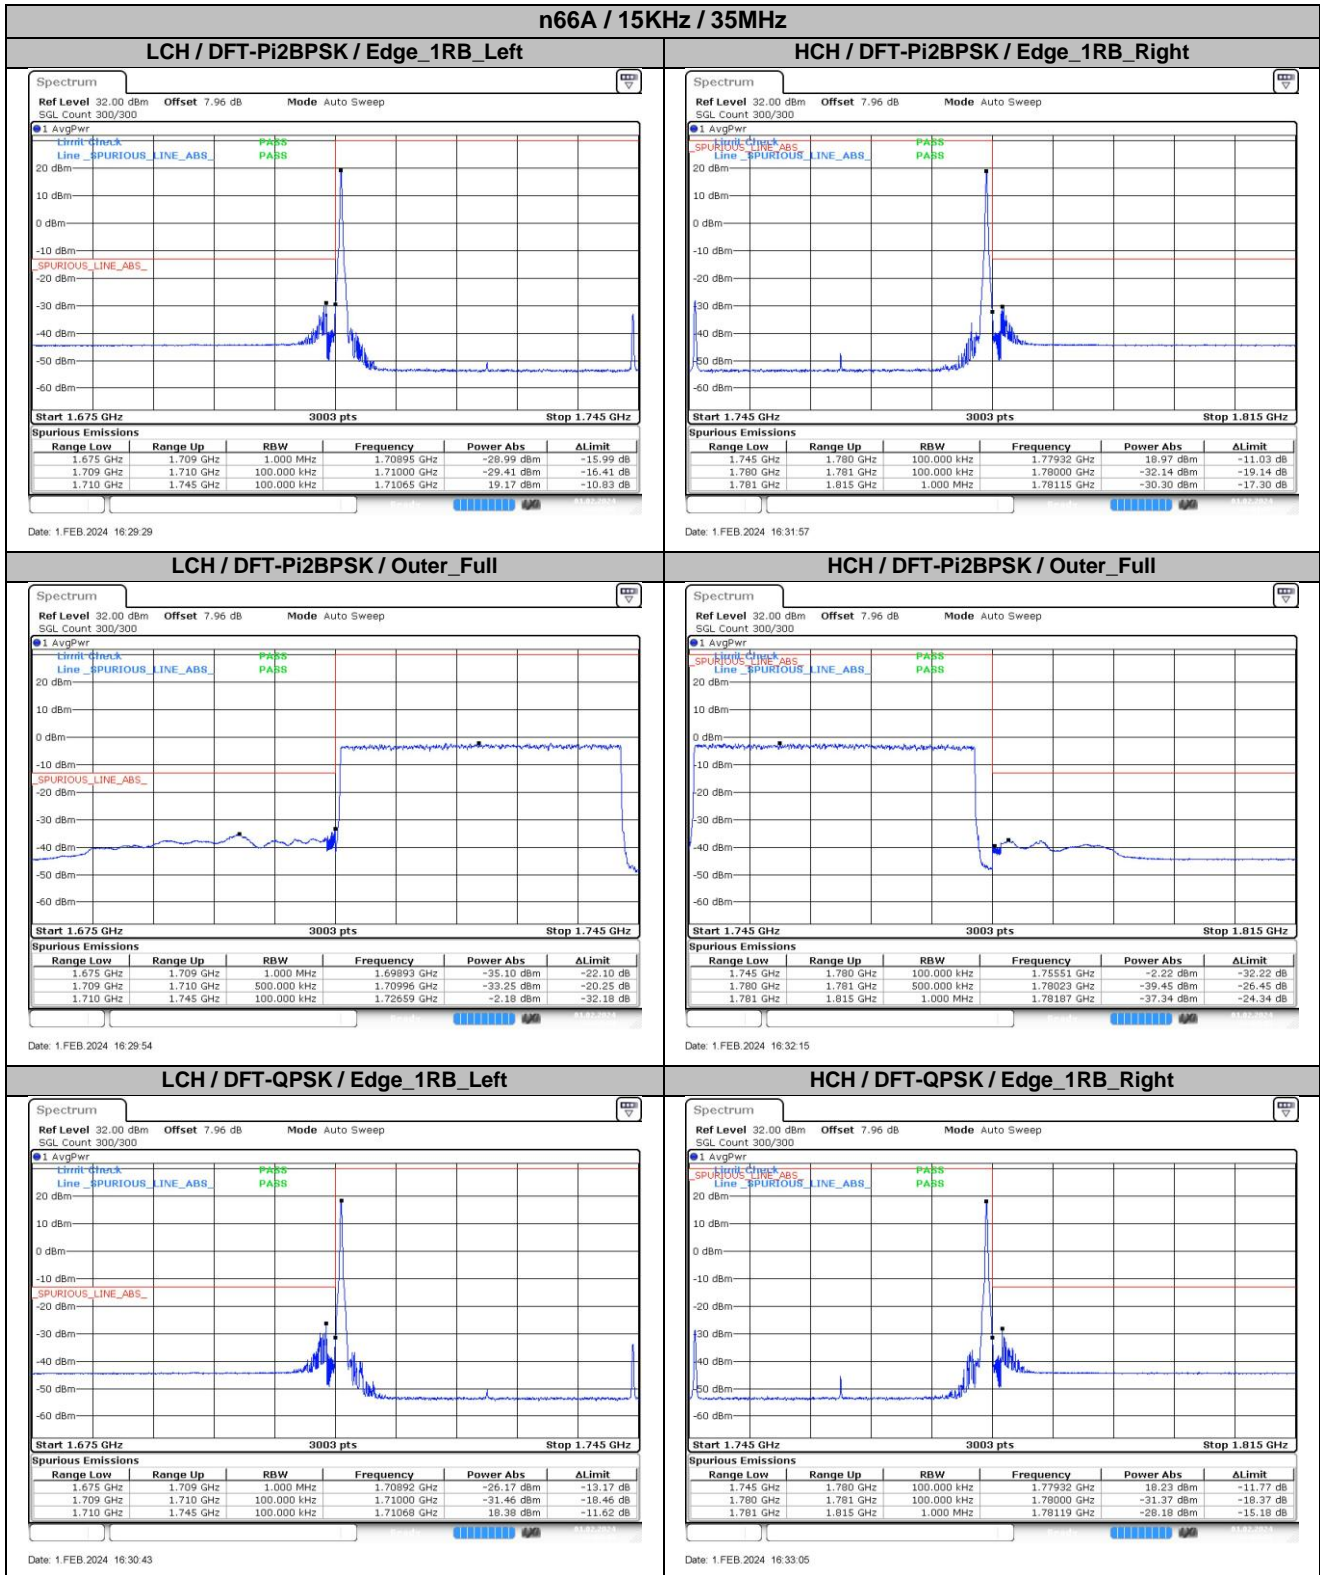 n66A / 15KHz / 35MHz
LCH / DFT-Pi2BPSK / Edge_1RB_Left
HCH / DFT-Pi2BPSK / Edge_1RB_Right
Spectrum
Ref Level 32.00 dBm Offset 7.96 dB Mode Auto Sweep
SGL Count 300/300
1 AvgPwr
Limit Check PASS
Line _SPURIOUS_LINE_ABS_ PASS
20 dBm
10 dBm
0 dBm
-10 dBm
_SPURIOUS_LINE_ABS_
-20 dBm
-30 dBm
-40 dBm
-50 dBm
-60 dBm
Start 1.675 GHz 3003 pts Stop 1.745 GHz
Spurious Emissions
Range Low Range Up RBW Frequency Power Abs ΔLimit
1.675 GHz 1.709 GHz 1.000 MHz 1.70895 GHz -28.99 dBm -15.99 dB
1.709 GHz 1.710 GHz 100.000 kHz 1.71000 GHz -29.41 dBm -16.41 dB
1.710 GHz 1.745 GHz 100.000 kHz 1.71065 GHz 19.17 dBm -10.83 dB
Date: 1.FEB.2024 16:29:29
Spectrum
Ref Level 32.00 dBm Offset 7.96 dB Mode Auto Sweep
SGL Count 300/300
1 AvgPwr
Limit Check PASS
_SPURIOUS_LINE_ABS_
Line _SPURIOUS_LINE_ABS_ PASS
20 dBm
10 dBm
0 dBm
-10 dBm
-20 dBm
-30 dBm
-40 dBm
-50 dBm
-60 dBm
Start 1.745 GHz 3003 pts Stop 1.815 GHz
Spurious Emissions
Range Low Range Up RBW Frequency Power Abs ΔLimit
1.745 GHz 1.780 GHz 100.000 kHz 1.77932 GHz 18.97 dBm -11.03 dB
1.780 GHz 1.781 GHz 100.000 kHz 1.78000 GHz -32.14 dBm -19.14 dB
1.781 GHz 1.815 GHz 1.000 MHz 1.78115 GHz -30.30 dBm -17.30 dB
Date: 1.FEB.2024 16:31:57
LCH / DFT-Pi2BPSK / Outer_Full
HCH / DFT-Pi2BPSK / Outer_Full
Spectrum
Ref Level 32.00 dBm Offset 7.96 dB Mode Auto Sweep
SGL Count 300/300
1 AvgPwr
Limit Check PASS
Line _SPURIOUS_LINE_ABS_ PASS
20 dBm
10 dBm
0 dBm
-10 dBm
_SPURIOUS_LINE_ABS_
-20 dBm
-30 dBm
-40 dBm
-50 dBm
-60 dBm
Start 1.675 GHz 3003 pts Stop 1.745 GHz
Spurious Emissions
Range Low Range Up RBW Frequency Power Abs ΔLimit
1.675 GHz 1.709 GHz 1.000 MHz 1.69893 GHz -35.10 dBm -22.10 dB
1.709 GHz 1.710 GHz 500.000 kHz 1.70996 GHz -33.25 dBm -20.25 dB
1.710 GHz 1.745 GHz 100.000 kHz 1.72659 GHz -2.18 dBm -32.18 dB
Date: 1.FEB.2024 16:29:54
Spectrum
Ref Level 32.00 dBm Offset 7.96 dB Mode Auto Sweep
SGL Count 300/300
1 AvgPwr
Limit Check PASS
_SPURIOUS_LINE_ABS_
Line _SPURIOUS_LINE_ABS_ PASS
20 dBm
10 dBm
0 dBm
-10 dBm
-20 dBm
-30 dBm
-40 dBm
-50 dBm
-60 dBm
Start 1.745 GHz 3003 pts Stop 1.815 GHz
Spurious Emissions
Range Low Range Up RBW Frequency Power Abs ΔLimit
1.745 GHz 1.780 GHz 100.000 kHz 1.75551 GHz -2.22 dBm -32.22 dB
1.780 GHz 1.781 GHz 500.000 kHz 1.78023 GHz -39.45 dBm -26.45 dB
1.781 GHz 1.815 GHz 1.000 MHz 1.78187 GHz -37.34 dBm -24.34 dB
Date: 1.FEB.2024 16:32:15
LCH / DFT-QPSK / Edge_1RB_Left
HCH / DFT-QPSK / Edge_1RB_Right
Spectrum
Ref Level 32.00 dBm Offset 7.96 dB Mode Auto Sweep
SGL Count 300/300
1 AvgPwr
Limit Check PASS
Line _SPURIOUS_LINE_ABS_ PASS
20 dBm
10 dBm
0 dBm
-10 dBm
_SPURIOUS_LINE_ABS_
-20 dBm
-30 dBm
-40 dBm
-50 dBm
-60 dBm
Start 1.675 GHz 3003 pts Stop 1.745 GHz
Spurious Emissions
Range Low Range Up RBW Frequency Power Abs ΔLimit
1.675 GHz 1.709 GHz 1.000 MHz 1.70892 GHz -26.17 dBm -13.17 dB
1.709 GHz 1.710 GHz 100.000 kHz 1.71000 GHz -31.46 dBm -18.46 dB
1.710 GHz 1.745 GHz 100.000 kHz 1.71068 GHz 18.38 dBm -11.62 dB
Date: 1.FEB.2024 16:30:43
Spectrum
Ref Level 32.00 dBm Offset 7.96 dB Mode Auto Sweep
SGL Count 300/300
1 AvgPwr
Limit Check PASS
_SPURIOUS_LINE_ABS_
Line _SPURIOUS_LINE_ABS_ PASS
20 dBm
10 dBm
0 dBm
-10 dBm
-20 dBm
-30 dBm
-40 dBm
-50 dBm
-60 dBm
Start 1.745 GHz 3003 pts Stop 1.815 GHz
Spurious Emissions
Range Low Range Up RBW Frequency Power Abs ΔLimit
1.745 GHz 1.780 GHz 100.000 kHz 1.77932 GHz 18.23 dBm -11.77 dB
1.780 GHz 1.781 GHz 100.000 kHz 1.78000 GHz -31.37 dBm -18.37 dB
1.781 GHz 1.815 GHz 1.000 MHz 1.78119 GHz -28.18 dBm -15.18 dB
Date: 1.FEB.2024 16:33:05